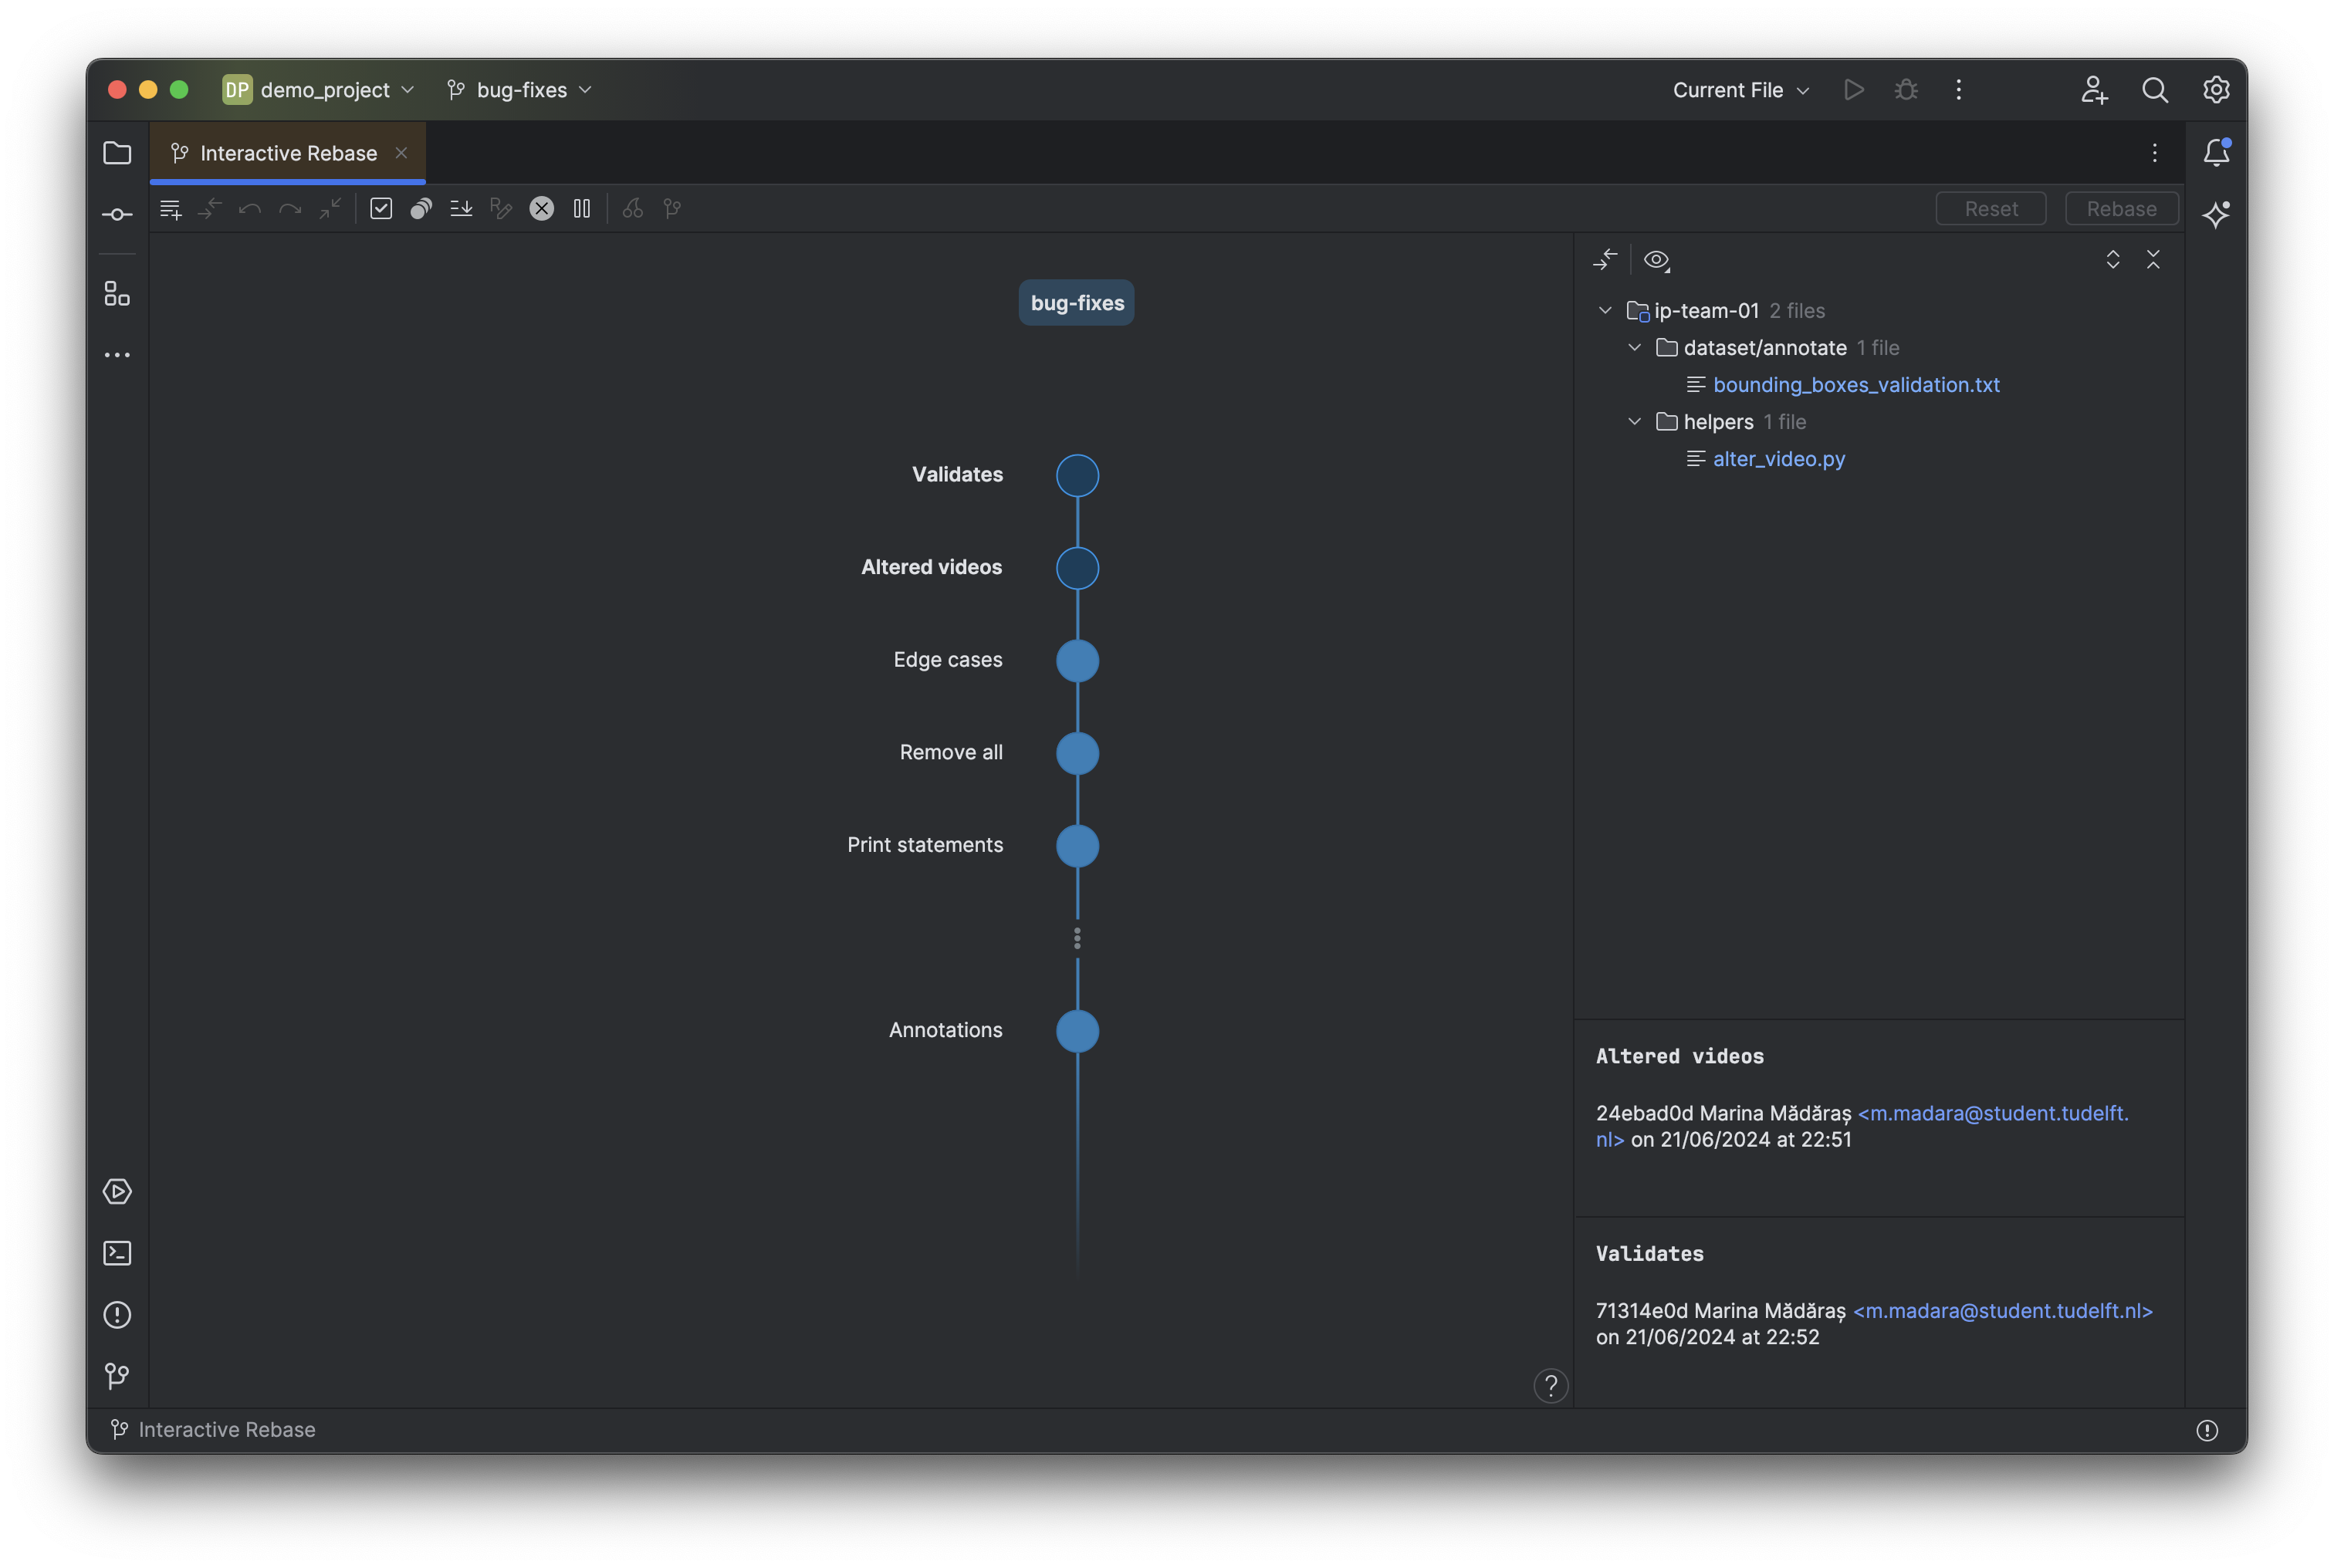 DP demo_project bug-fixes Current File
Interactive Rebase
Reset Rebase
bug-fixes
Validates
Altered videos
Edge cases
Remove all
Print statements
Annotations
ip-team-01 2 files
dataset/annotate 1 file
bounding_boxes_validation.txt
helpers 1 file
alter_video.py
Altered videos
24ebad0d Marina Mădăraș <m.madara@student.tudelft.
nl> on 21/06/2024 at 22:51
Validates
71314e0d Marina Mădăraș <m.madara@student.tudelft.nl>
on 21/06/2024 at 22:52
?
Interactive Rebase